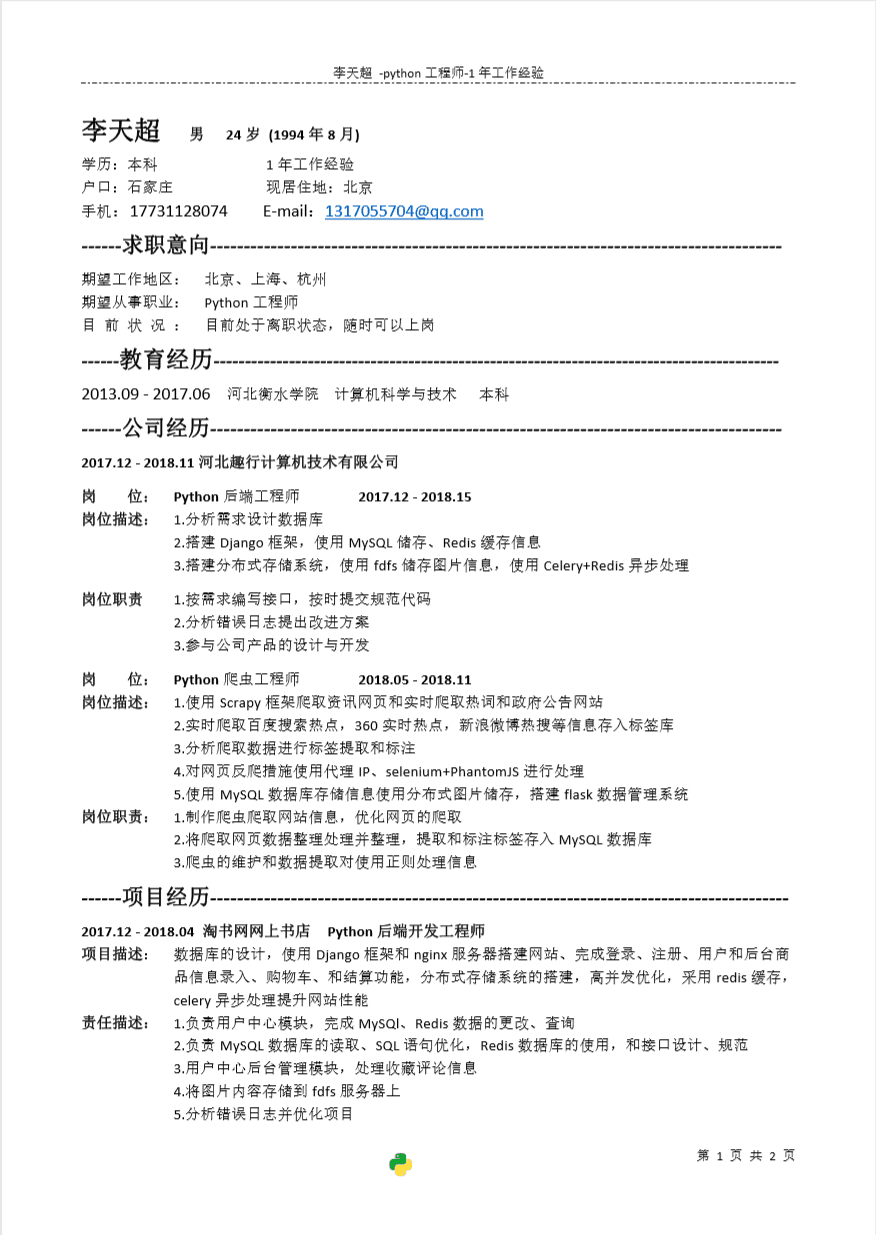 李天超 -python 工程师-1 年工作经验
李天超 男 24 岁 (1994 年 8 月)
学历：本科 1 年工作经验
户口：石家庄 现居住地：北京
手机：17731128074 E-mail：1317055704@qq.com
------求职意向------------------------------------------------------------------------------------------
期望工作地区： 北京、上海、杭州
期望从事职业： Python 工程师
目 前 状 况 ： 目前处于离职状态，随时可以上岗
------教育经历------------------------------------------------------------------------------------------
2013.09 - 2017.06 河北衡水学院 计算机科学与技术 本科
------公司经历------------------------------------------------------------------------------------------
2017.12 - 2018.11 河北趣行计算机技术有限公司
岗 位： Python 后端工程师 2017.12 - 2018.15
岗位描述： 1.分析需求设计数据库
2.搭建 Django 框架，使用 MySQL 储存、Redis 缓存信息
3.搭建分布式存储系统，使用 fdfs 储存图片信息，使用 Celery+Redis 异步处理
岗位职责 1.按需求编写接口，按时提交规范代码
2.分析错误日志提出改进方案
3.参与公司产品的设计与开发
岗 位： Python 爬虫工程师 2018.05 - 2018.11
岗位描述： 1.使用 Scrapy 框架爬取资讯网页和实时爬取热词和政府公告网站
2.实时爬取百度搜索热点，360 实时热点，新浪微博热搜等信息存入标签库
3.分析爬取数据进行标签提取和标注
4.对网页反爬措施使用代理 IP、selenium+PhantomJS 进行处理
5.使用 MySQL 数据库存储信息使用分布式图片储存，搭建 flask 数据管理系统
岗位职责： 1.制作爬虫爬取网站信息，优化网页的爬取
2.将爬取网页数据整理处理并整理，提取和标注标签存入 MySQL 数据库
3.爬虫的维护和数据提取对使用正则处理信息
------项目经历------------------------------------------------------------------------------------------
2017.12 - 2018.04 淘书网网上书店 Python 后端开发工程师
项目描述： 数据库的设计，使用 Django 框架和 nginx 服务器搭建网站、完成登录、注册、用户和后台商
品信息录入、购物车、和结算功能，分布式存储系统的搭建，高并发优化，采用 redis 缓存，
celery 异步处理提升网站性能
责任描述： 1.负责用户中心模块，完成 MySQl、Redis 数据的更改、查询
2.负责 MySQL 数据库的读取、SQL 语句优化，Redis 数据库的使用，和接口设计、规范
3.用户中心后台管理模块，处理收藏评论信息
4.将图片内容存储到 fdfs 服务器上
5.分析错误日志并优化项目
第 1 页 共 2 页